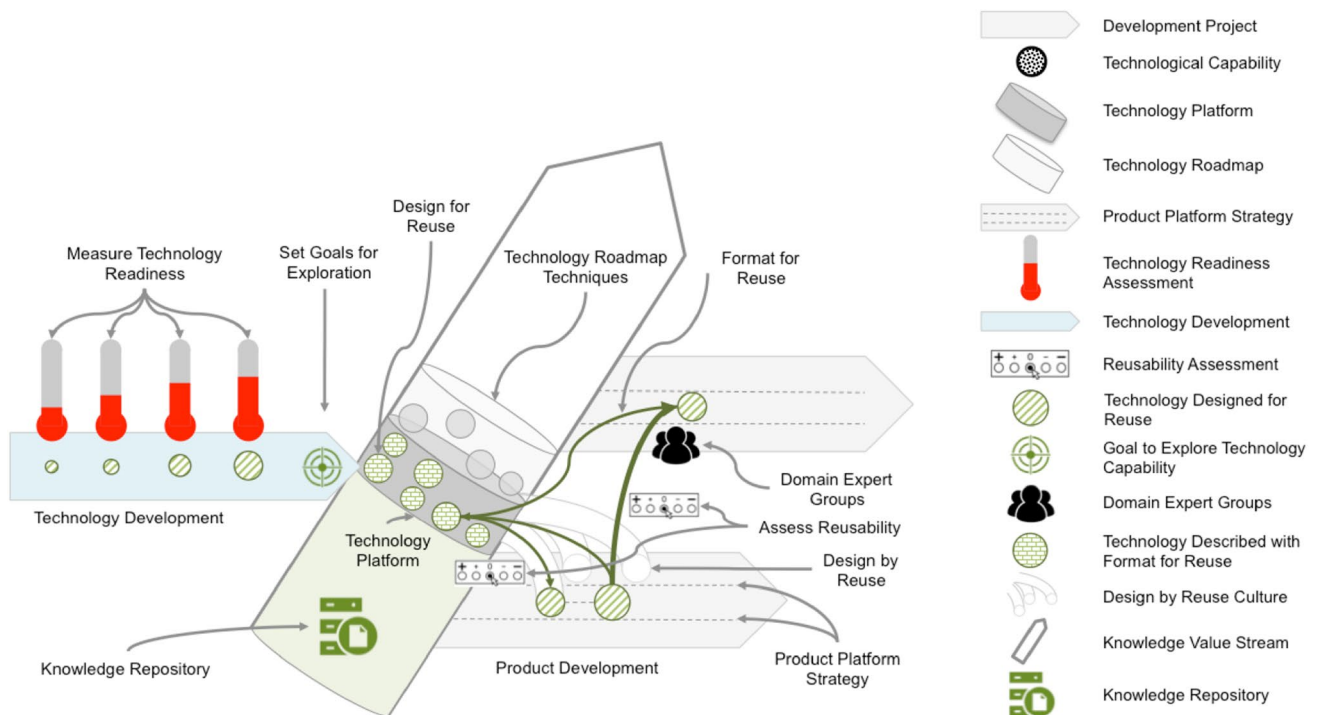 Design for
Reuse
Measure Technology
Readiness
Set Goals for
Exploration
Technology Roadmap
Techniques
Format for
Reuse
Technology Development
Technology
Platform
Domain Expert
Groups
Assess Reusability
Design by
Reuse
Knowledge Repository
Product Development
Product Platform
Strategy
+ + 0 − −
+ + 0 − −
Development Project
Technological Capability
Technology Platform
Technology Roadmap
Product Platform Strategy
Technology Readiness
Assessment
Technology Development
+ + 0 − −
Reusability Assessment
Technology Designed for
Reuse
Goal to Explore Technology
Capability
Domain Expert Groups
Technology Described with
Format for Reuse
Design by Reuse Culture
Knowledge Value Stream
Knowledge Repository